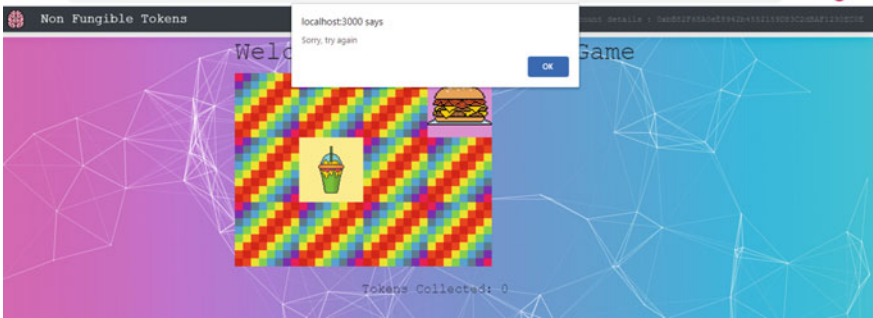 Non Fungible Tokens
localhost:3000 says
Sorry, try again
OK
Welc
Game
Tokens Collected: 0